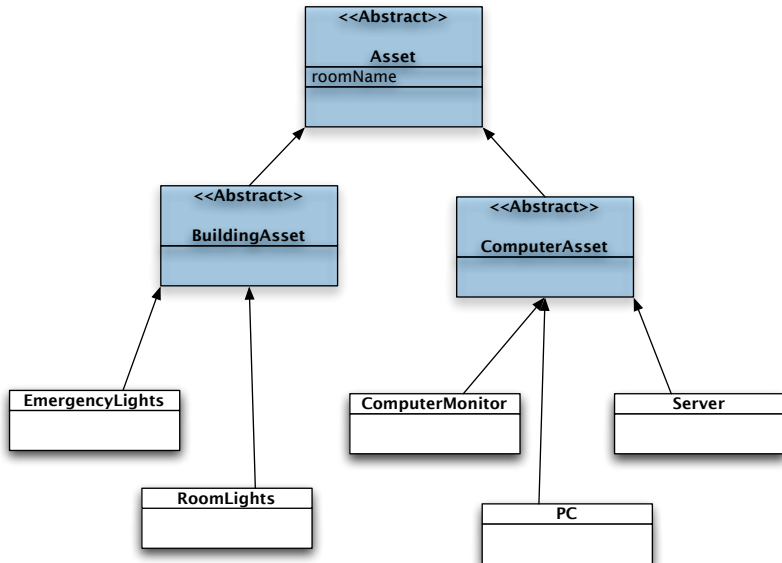 <<Abstract>>
Asset
roomName
<<Abstract>>
BuildingAsset
<<Abstract>>
ComputerAsset
EmergencyLights
ComputerMonitor
Server
RoomLights
PC